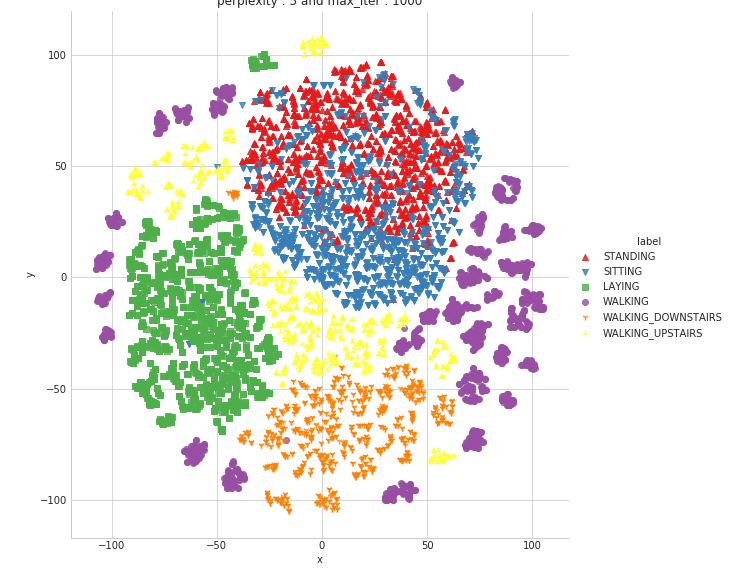 perplexity : 5 and max_iter : 1000
100
50
0
−50
−100
y
−100 −50 0 50 100
x
label
STANDING
SITTING
LAYING
WALKING
WALKING_DOWNSTAIRS
WALKING_UPSTAIRS